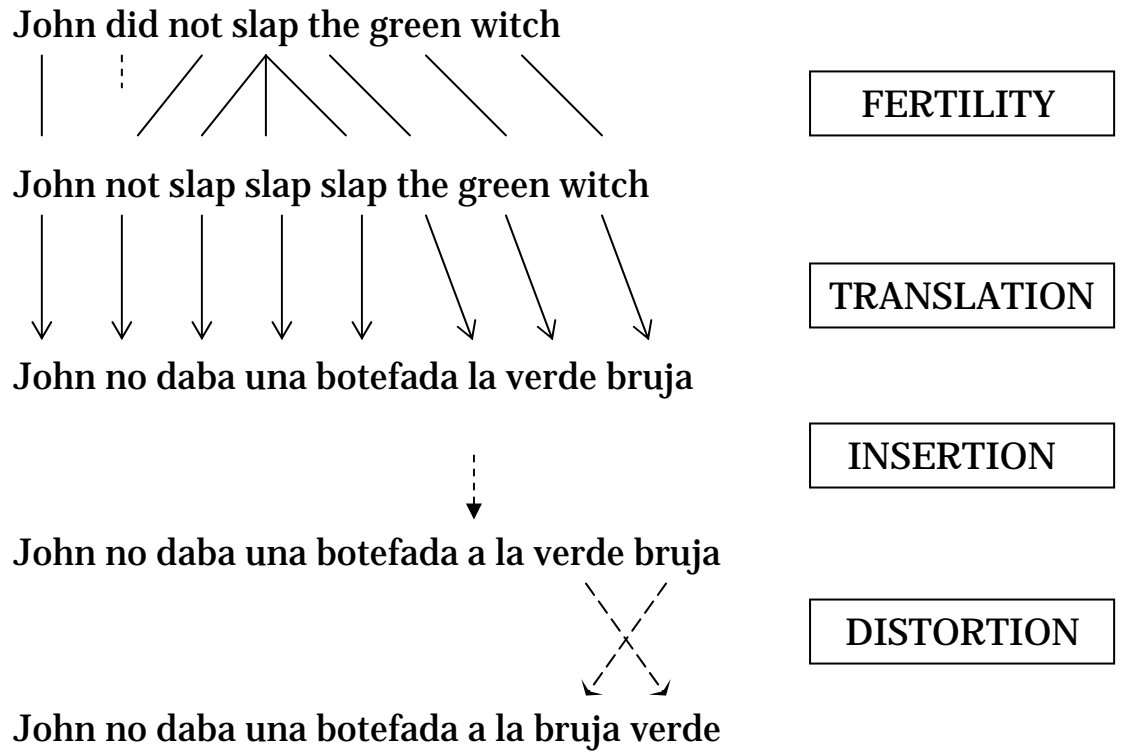 John did not slap the green witch
FERTILITY
John not slap slap slap the green witch
TRANSLATION
John no daba una botefada la verde bruja
INSERTION
John no daba una botefada a la verde bruja
DISTORTION
John no daba una botefada a la bruja verde